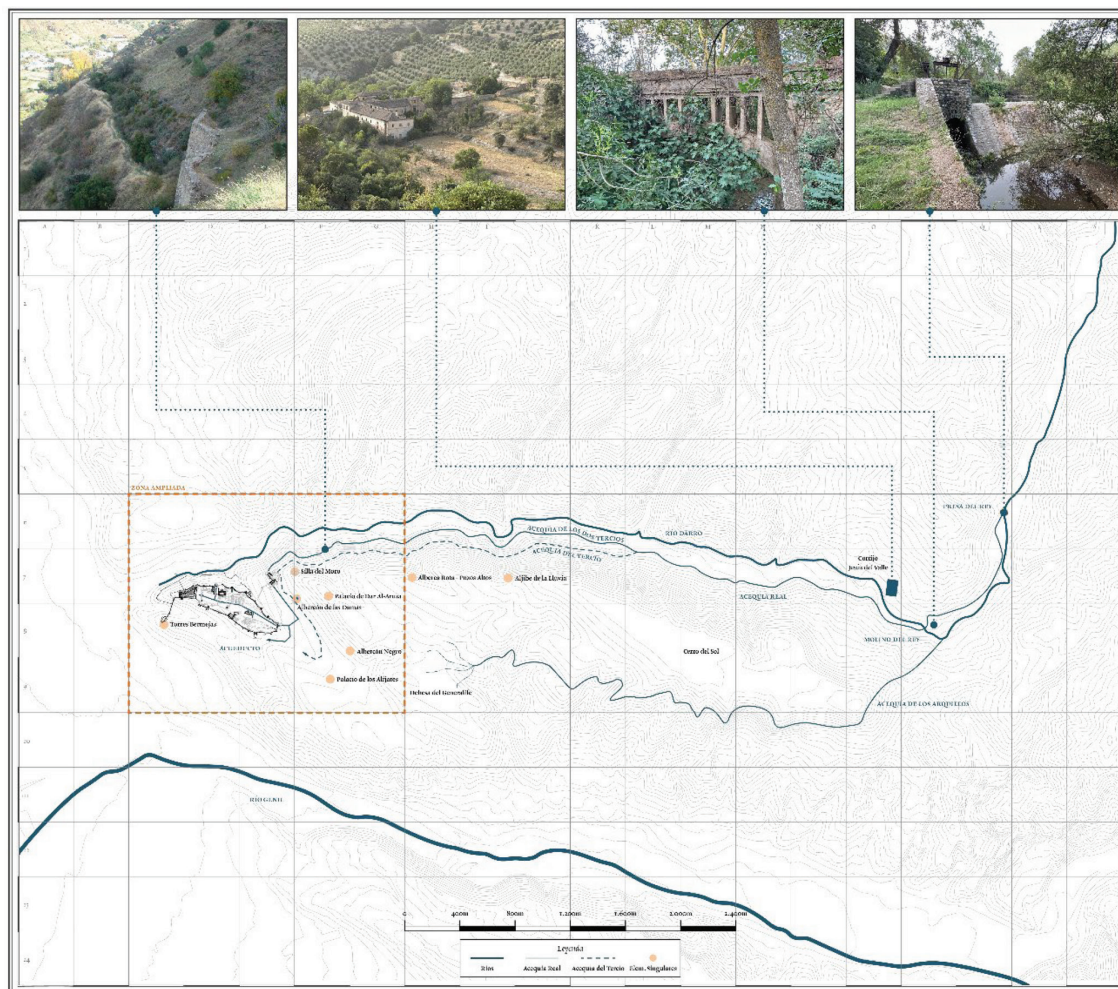 ZONA AMPLIADA
PRESA DEL REY
ACEQUIA DE LOS DOS TERCIOS
RÍO DARRO
ACEQUIA DEL TERCIO
Cortijo
Jesús del Valle
Silla del Moro
Alberca Rota - Pozos Altos
Aljibe de la Lluvia
ACEQUIA REAL
Palacio de Dar Al-Arusa
Albercón de las Damas
Torres Bermejas
MOLINO DEL REY
ACUEDUCTO
Albercón Negro
Cerro del Sol
Palacio de los Alijares
Dehesa del Generalife
ACEQUIA DE LOS ARQUILLOS
RÍO GENIL
0 400m 800m 1.200m 1.600m 2.000m 2.400m
Leyenda
Ríos Acequia Real Acequia del Tercio Elem. Singulares